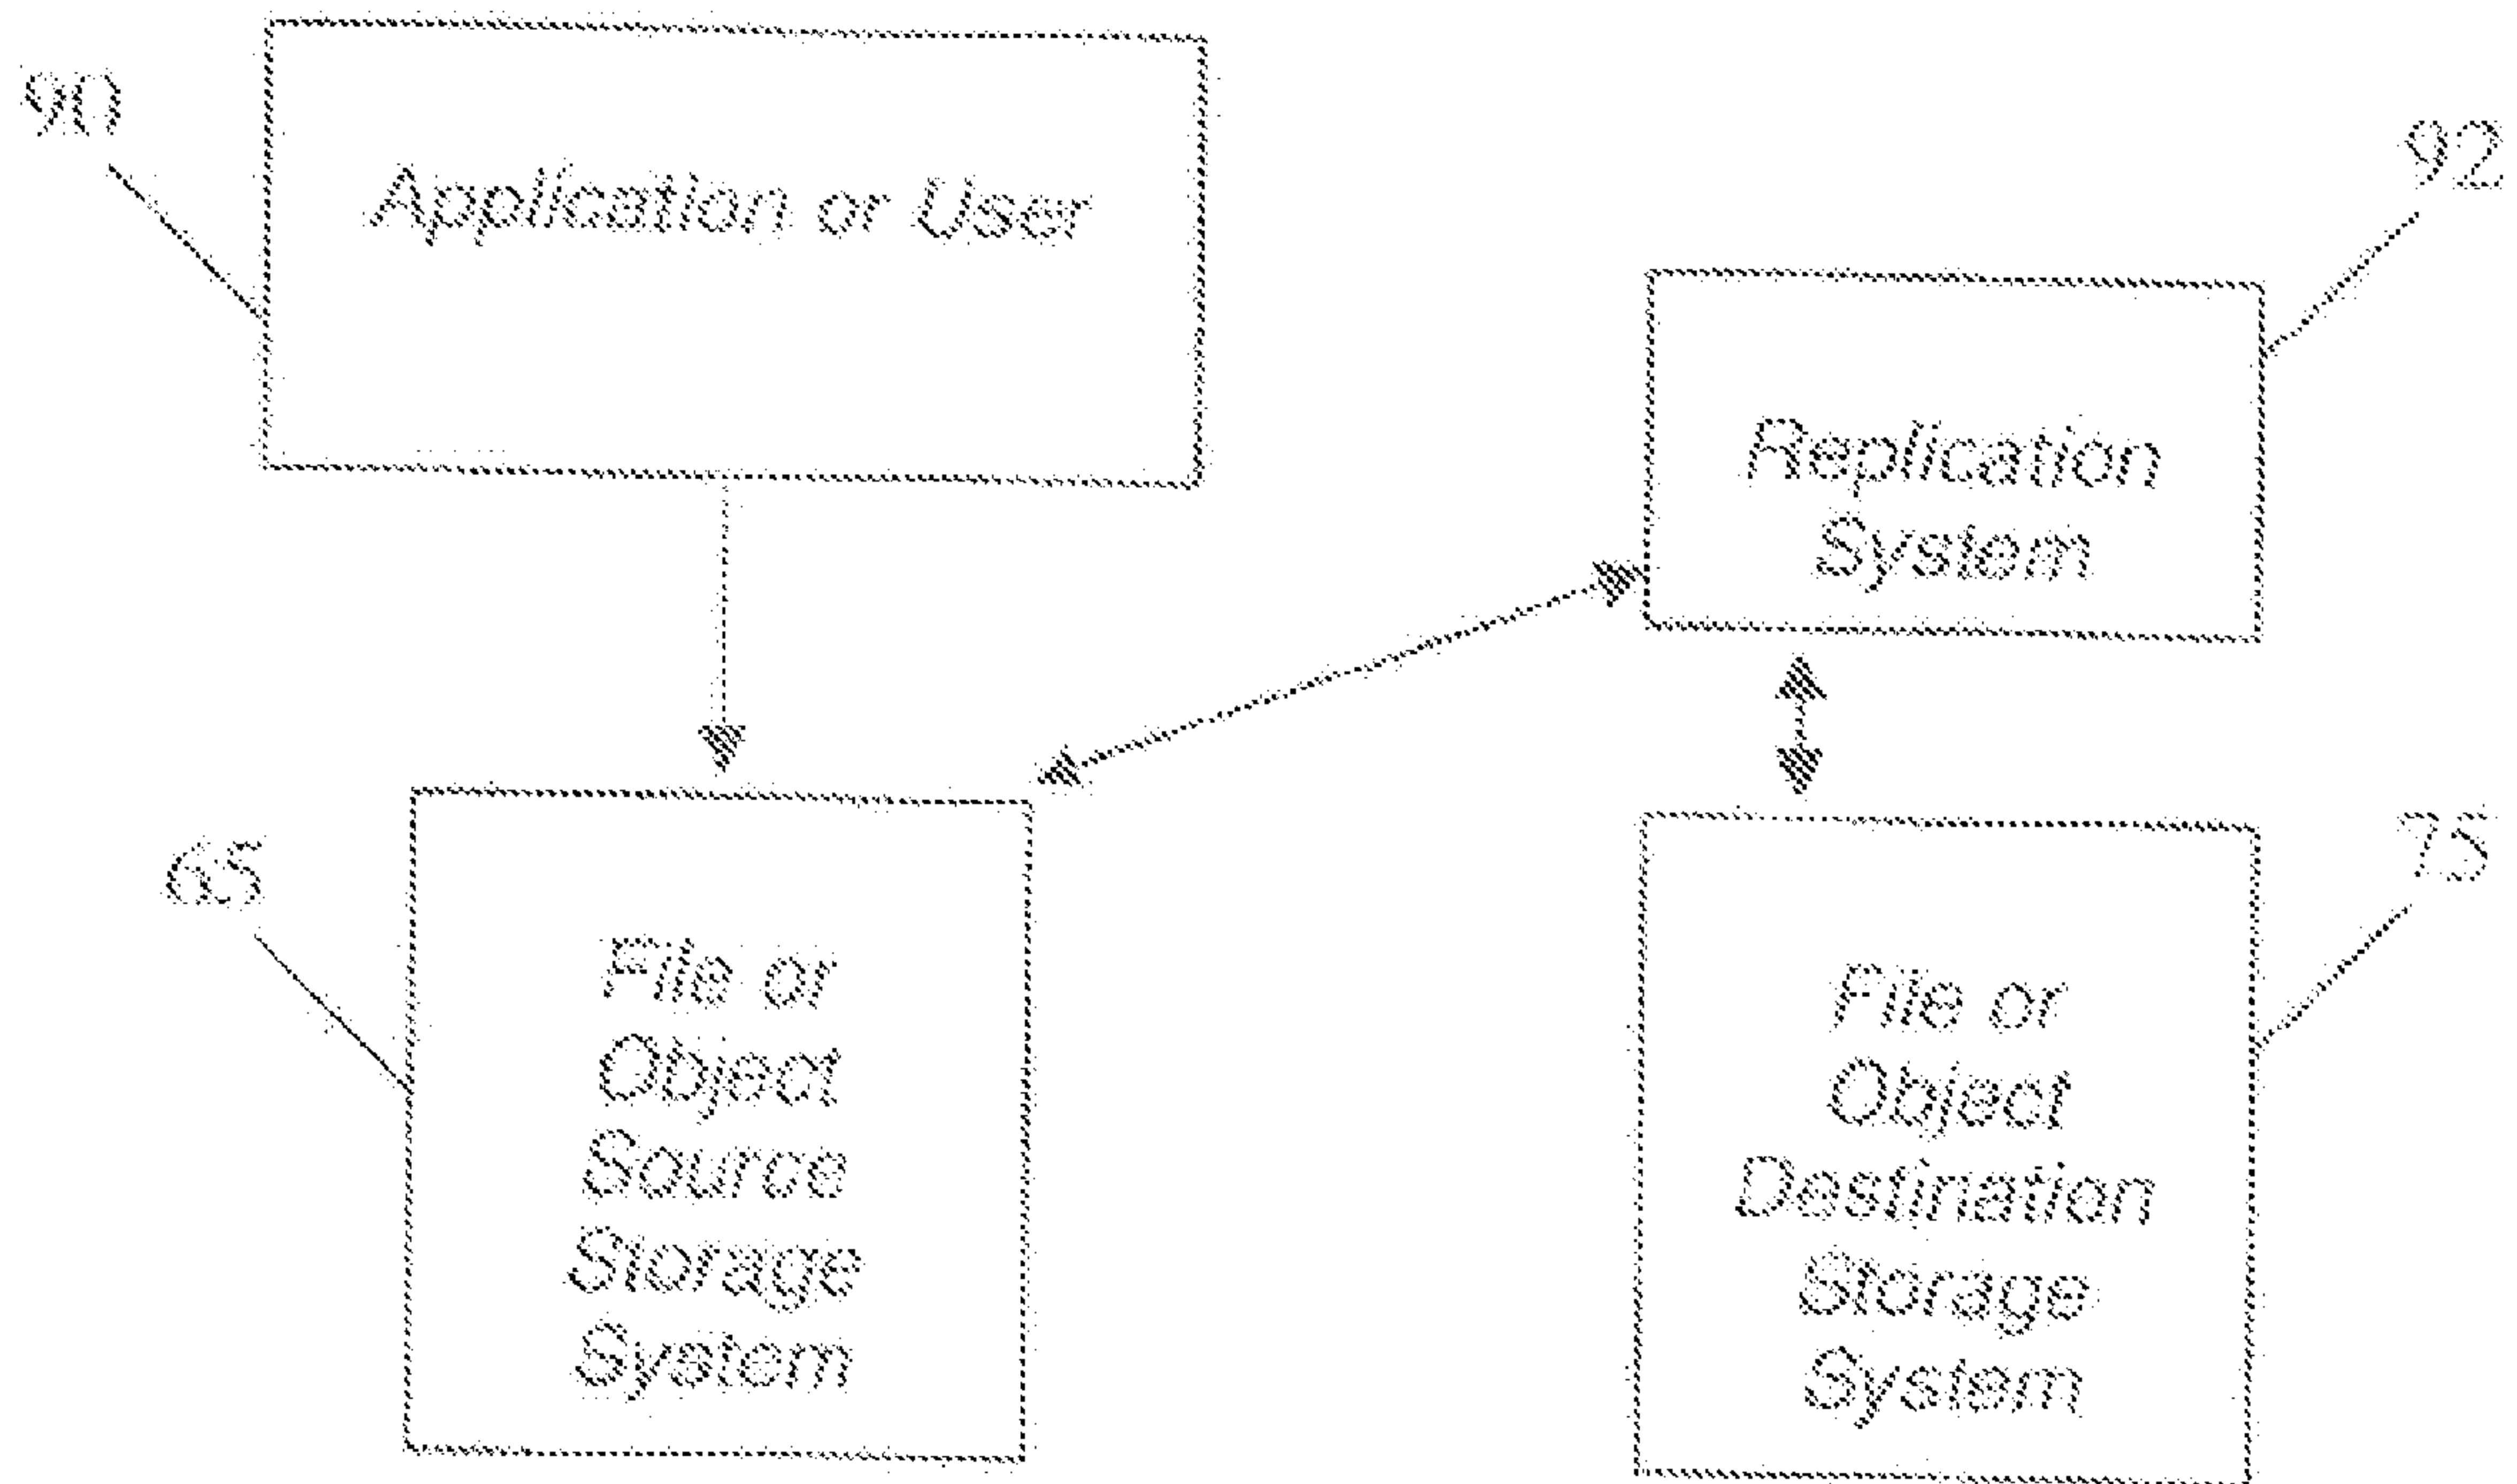 90
Application or User
92
Replication
System
65
File or
Object
Source
Storage
System
75
File or
Object
Destination
Storage
System